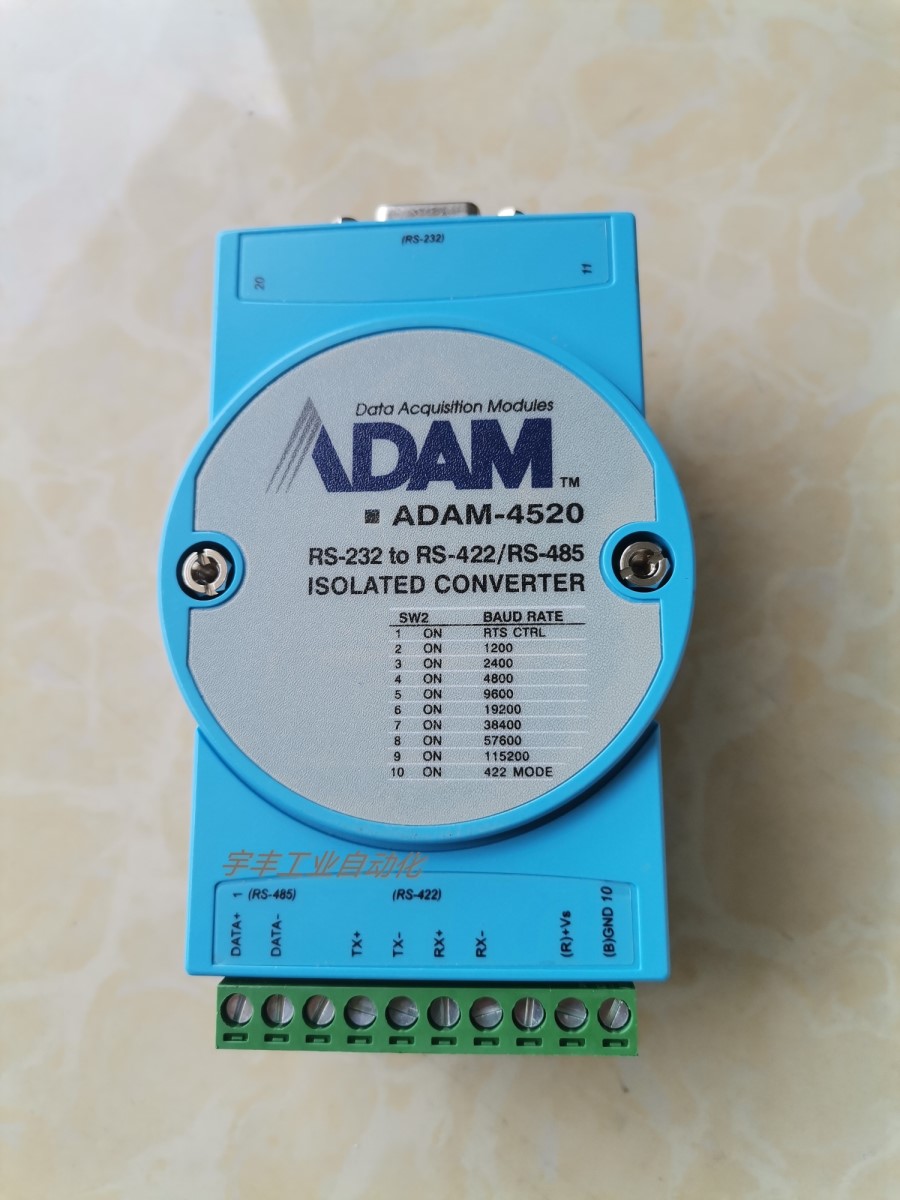 (RS-232)
20
11
Data Acquisition Modules
ADAM ™
ADAM-4520
RS-232 to RS-422/RS-485
ISOLATED CONVERTER
SW2 BAUD RATE
1 ON RTS CTRL
2 ON 1200
3 ON 2400
4 ON 4800
5 ON 9600
6 ON 19200
7 ON 38400
8 ON 57600
9 ON 115200
10 ON 422 MODE
宇丰工业自动化
1 (RS-485) (RS-422) 10
DATA+ DATA- TX+ TX- RX+ RX- (R)+Vs (B)GND